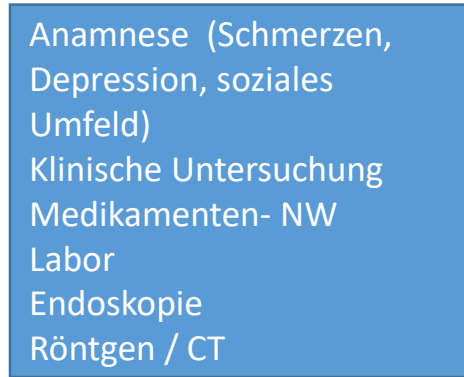 Anamnese (Schmerzen,
Depression, soziales
Umfeld)
Klinische Untersuchung
Medikamenten- NW
Labor
Endoskopie
Röntgen / CT